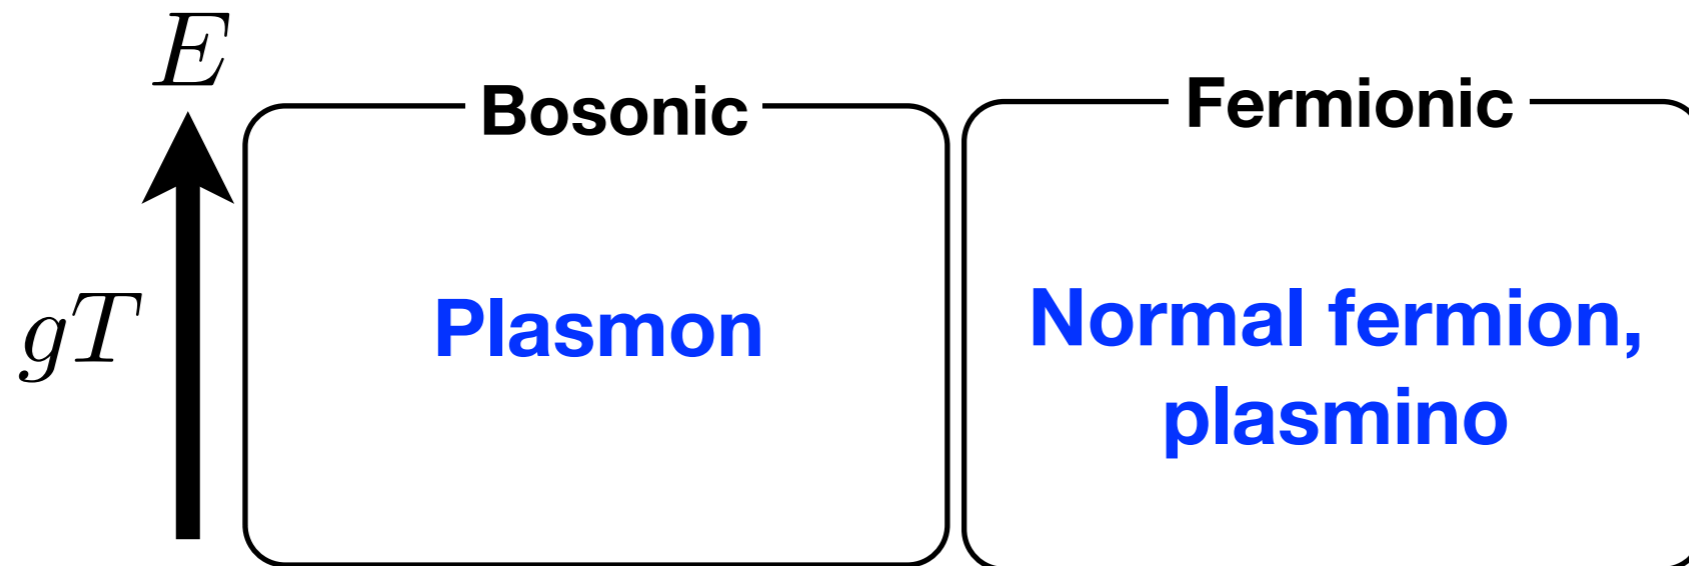 E
Bosonic
Fermionic
gT
Plasmon
Normal fermion,
plasmino